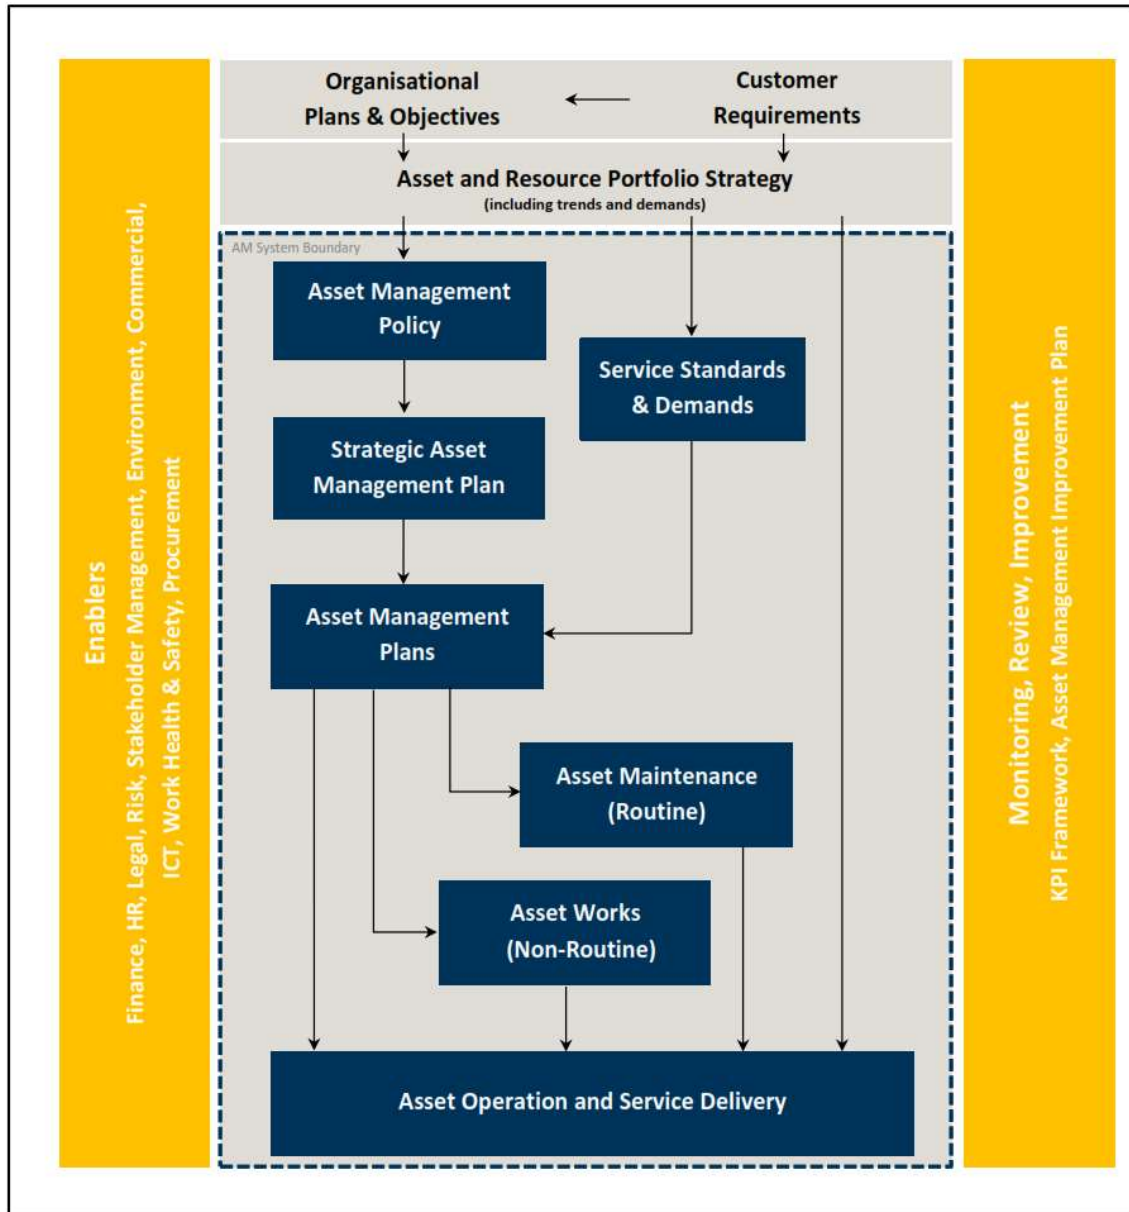 Organisational
Plans & Objectives
Customer
Requirements
Asset and Resource Portfolio Strategy
(including trends and demands)
AM System Boundary
Asset Management
Policy
Service Standards
& Demands
Strategic Asset
Management Plan
Asset Management
Plans
Asset Maintenance
(Routine)
Asset Works
(Non-Routine)
Asset Operation and Service Delivery
Enablers
Finance, HR, Legal, Risk, Stakeholder Management, Environment, Commercial,
ICT, Work Health & Safety, Procurement
Monitoring, Review, Improvement
KPI Framework, Asset Management Improvement Plan